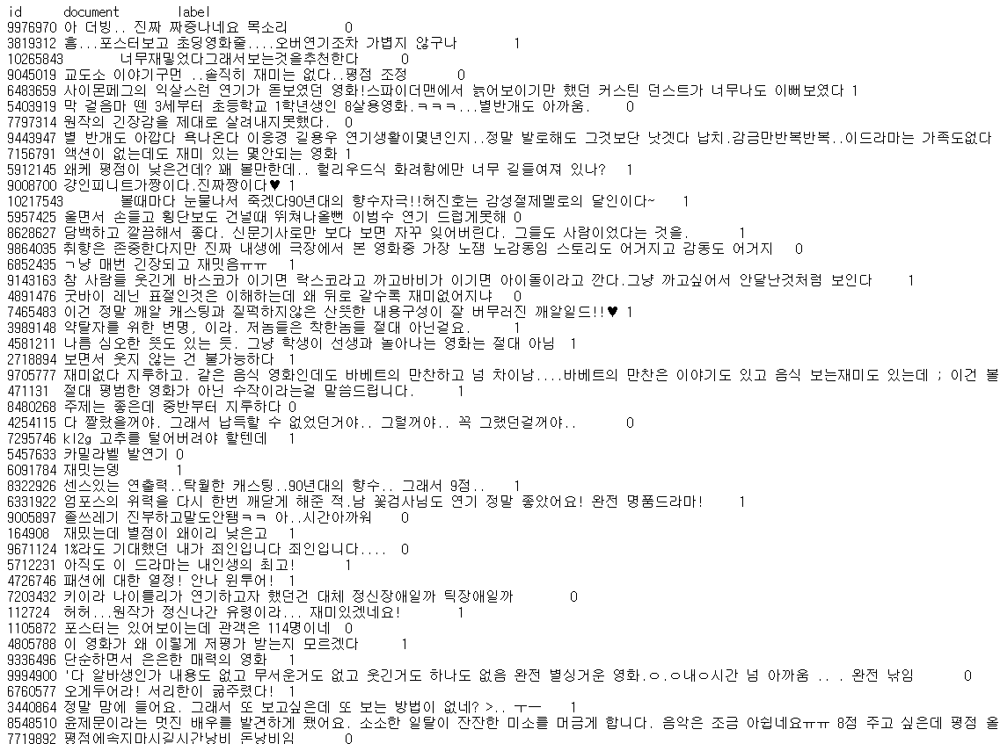 id document label
9976970 아 더빙.. 진짜 짜증나네요 목소리 0
3819312 흠...포스터보고 초딩영화줄....오버연기조차 가볍지 않구나 1
10265843 너무재밓었다그래서보는것을추천한다 0
9045019 교도소 이야기구먼 ..솔직히 재미는 없다..평점 조정 0
6483659 사이몬페그의 익살스런 연기가 돋보였던 영화!스파이더맨에서 늙어보이기만 했던 커스틴 던스트가 너무나도 이뻐보였다 1
5403919 막 걸음마 뗀 3세부터 초등학교 1학년생인 8살용영화.ㅋㅋㅋ...별반개도 아까움. 0
7797314 원작의 긴장감을 제대로 살려내지못했다. 0
9443947 별 반개도 아깝다 욕나온다 이응경 길용우 연기생활이몇년인지..정말 발로해도 그것보단 낫겟다 납치.감금만반복반복..이드라마는 가족도없다
7156791 액션이 없는데도 재미 있는 몇안되는 영화 1
5912145 왜케 평점이 낮은건데? 꽤 볼만한데.. 헐리우드식 화려함에만 너무 길들여져 있나? 1
9008700 걍인피니트가짱이다.진짜짱이다♥ 1
10217543 볼때마다 눈물나서 죽겠다90년대의 향수자극!!허진호는 감성절제멜로의 달인이다~ 1
5957425 울면서 손들고 횡단보도 건널때 뛰쳐나올뻔 이범수 연기 드럽게못해 0
8628627 담백하고 깔끔해서 좋다. 신문기사로만 보다 보면 자꾸 잊어버린다. 그들도 사람이었다는 것을. 1
9864035 취향은 존중한다지만 진짜 내생에 극장에서 본 영화중 가장 노잼 노감동임 스토리도 어거지고 감동도 어거지 0
6852435 ㄱ냥 매번 긴장되고 재밋음ㅠㅠ 1
9143163 참 사람들 웃긴게 바스코가 이기면 락스코라고 까고바비가 이기면 아이돌이라고 깐다.그냥 까고싶어서 안달난것처럼 보인다 1
4891476 굿바이 레닌 표절인것은 이해하는데 왜 뒤로 갈수록 재미없어지냐 0
7465483 이건 정말 깨알 캐스팅과 질퍽하지않은 산뜻한 내용구성이 잘 버무러진 깨알일드!!♥ 1
3989148 약탈자를 위한 변명, 이라. 저놈들은 착한놈들 절대 아닌걸요. 1
4581211 나름 심오한 뜻도 있는 듯. 그냥 학생이 선생과 놀아나는 영화는 절대 아님 1
2718894 보면서 웃지 않는 건 불가능하다 1
9705777 재미없다 지루하고. 같은 음식 영화인데도 바베트의 만찬하고 넘 차이남....바베트의 만찬은 이야기도 있고 음식 보는재미도 있는데 ; 이건 볼
471131 절대 평범한 영화가 아닌 수작이라는걸 말씀드립니다. 1
8480268 주제는 좋은데 중반부터 지루하다 0
4254115 다 짤랐을꺼야. 그래서 납득할 수 없었던거야.. 그럴꺼야.. 꼭 그랬던걸꺼야.. 0
7295746 kl2g 고추를 털어버려야 할텐데 1
5457633 카밀라벨 발연기 0
6091784 재밋는뎅 1
8322926 센스있는 연출력..탁월한 캐스팅..90년대의 향수.. 그래서 9점.. 1
6331922 엄포스의 위력을 다시 한번 깨닫게 해준 적.남 꽃검사님도 연기 정말 좋았어요! 완전 명품드라마! 1
9005897 졸쓰레기 진부하고말도안됌ㅋㅋ 아..시간아까워 0
164908 재밌는데 별점이 왜이리 낮은고 1
9671124 1%라도 기대했던 내가 죄인입니다 죄인입니다.... 0
5712231 아직도 이 드라마는 내인생의 최고! 1
4726746 패션에 대한 열정! 안나 윈투어! 1
7203432 키이라 나이틀리가 연기하고자 했던건 대체 정신장애일까 틱장애일까 0
112724 허허...원작가 정신나간 유령이라... 재미있겠네요! 1
1105872 포스터는 있어보이는데 관객은 114명이네 0
4805788 이 영화가 왜 이렇게 저평가 받는지 모르겠다 1
9336496 단순하면서 은은한 매력의 영화 1
9994900 '다 알바생인가 내용도 없고 무서운거도 없고 웃긴거도 하나도 없음 완전 별싱거운 영화.ㅇ.ㅇ내ㅇ시간 넘 아까움 .. . 완전 낚임 0
6760577 오게두어라! 서리한이 굶주렸다! 1
3440864 정말 맘에 들어요. 그래서 또 보고싶은데 또 보는 방법이 없네? >.. ㅜㅡ 1
8548510 윤제문이라는 멋진 배우를 발견하게 됐어요. 소소한 일탈이 잔잔한 미소를 머금게 합니다. 음악은 조금 아쉽네요ㅠㅠ 8점 주고 싶은데 평점 올
7719892 평점에속지마시길시간낭비 돈낭비임 0